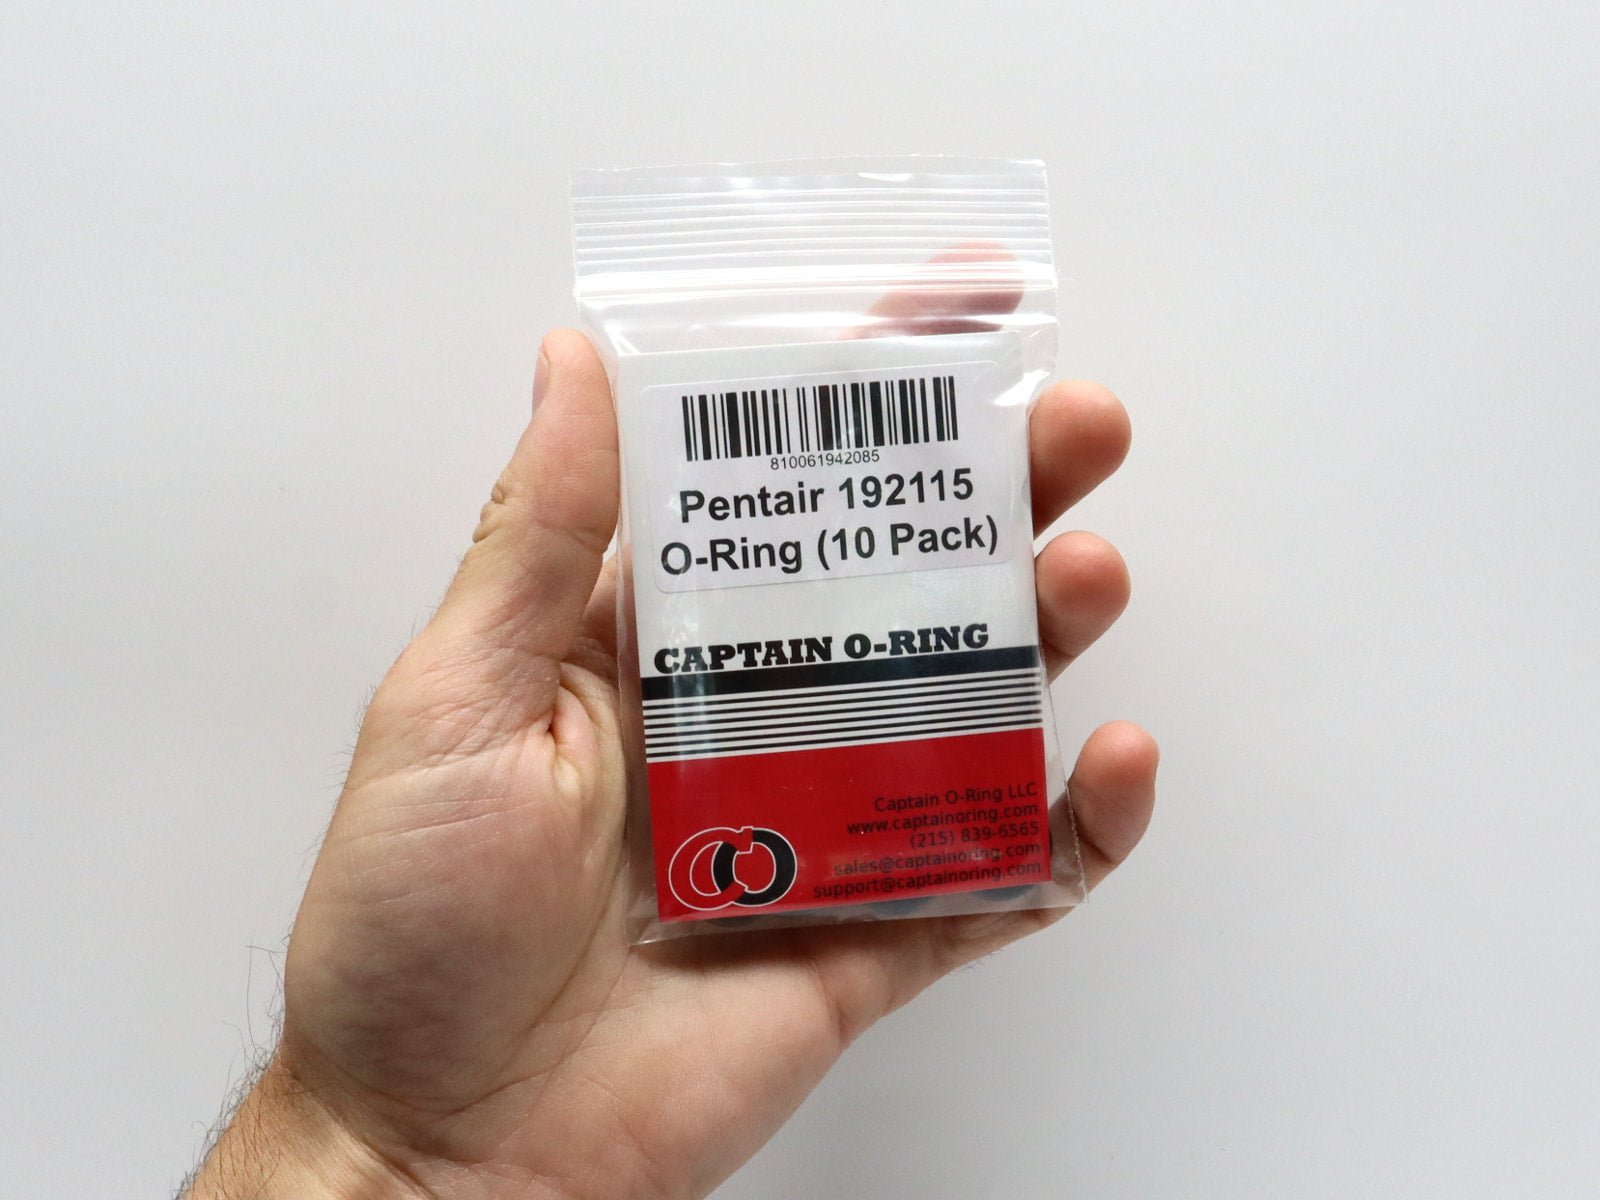 810061942085
Pentair 192115
O-Ring (10 Pack)
CAPTAIN O-RING
Captain O-Ring LLC
www.captainoring.com
(215) 839-6565
sales@captainoring.com
support@captainoring.com